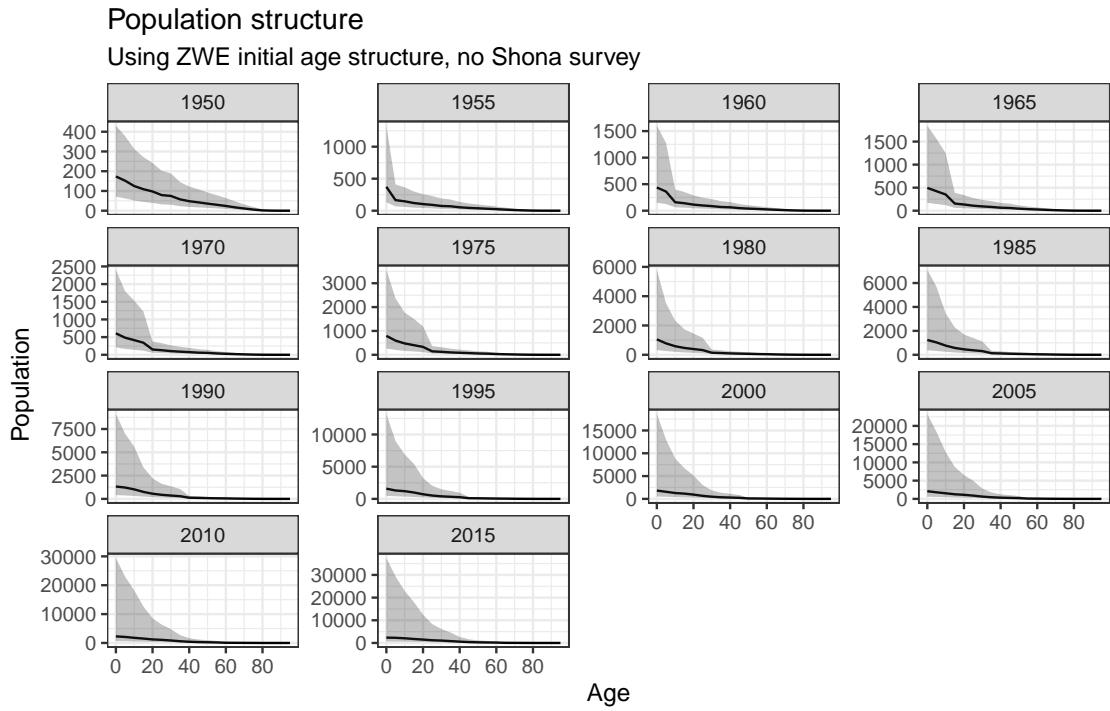 Population structure
Using ZWE initial age structure, no Shona survey
1950 1955 1960 1965
400 300 200 100 0
1000 500 0
1500 1000 500 0
1500 1000 500 0
1970 1975 1980 1985
2500 2000 1500 1000 500 0
3000 2000 1000 0
6000 4000 2000 0
6000 4000 2000 0
Population
1990 1995 2000 2005
7500 5000 2500 0
10000 5000 0
15000 10000 5000 0
20000 15000 10000 5000 0
0 20 40 60 80
0 20 40 60 80
2010 2015
30000 20000 10000 0
30000 20000 10000 0
0 20 40 60 80
0 20 40 60 80
Age